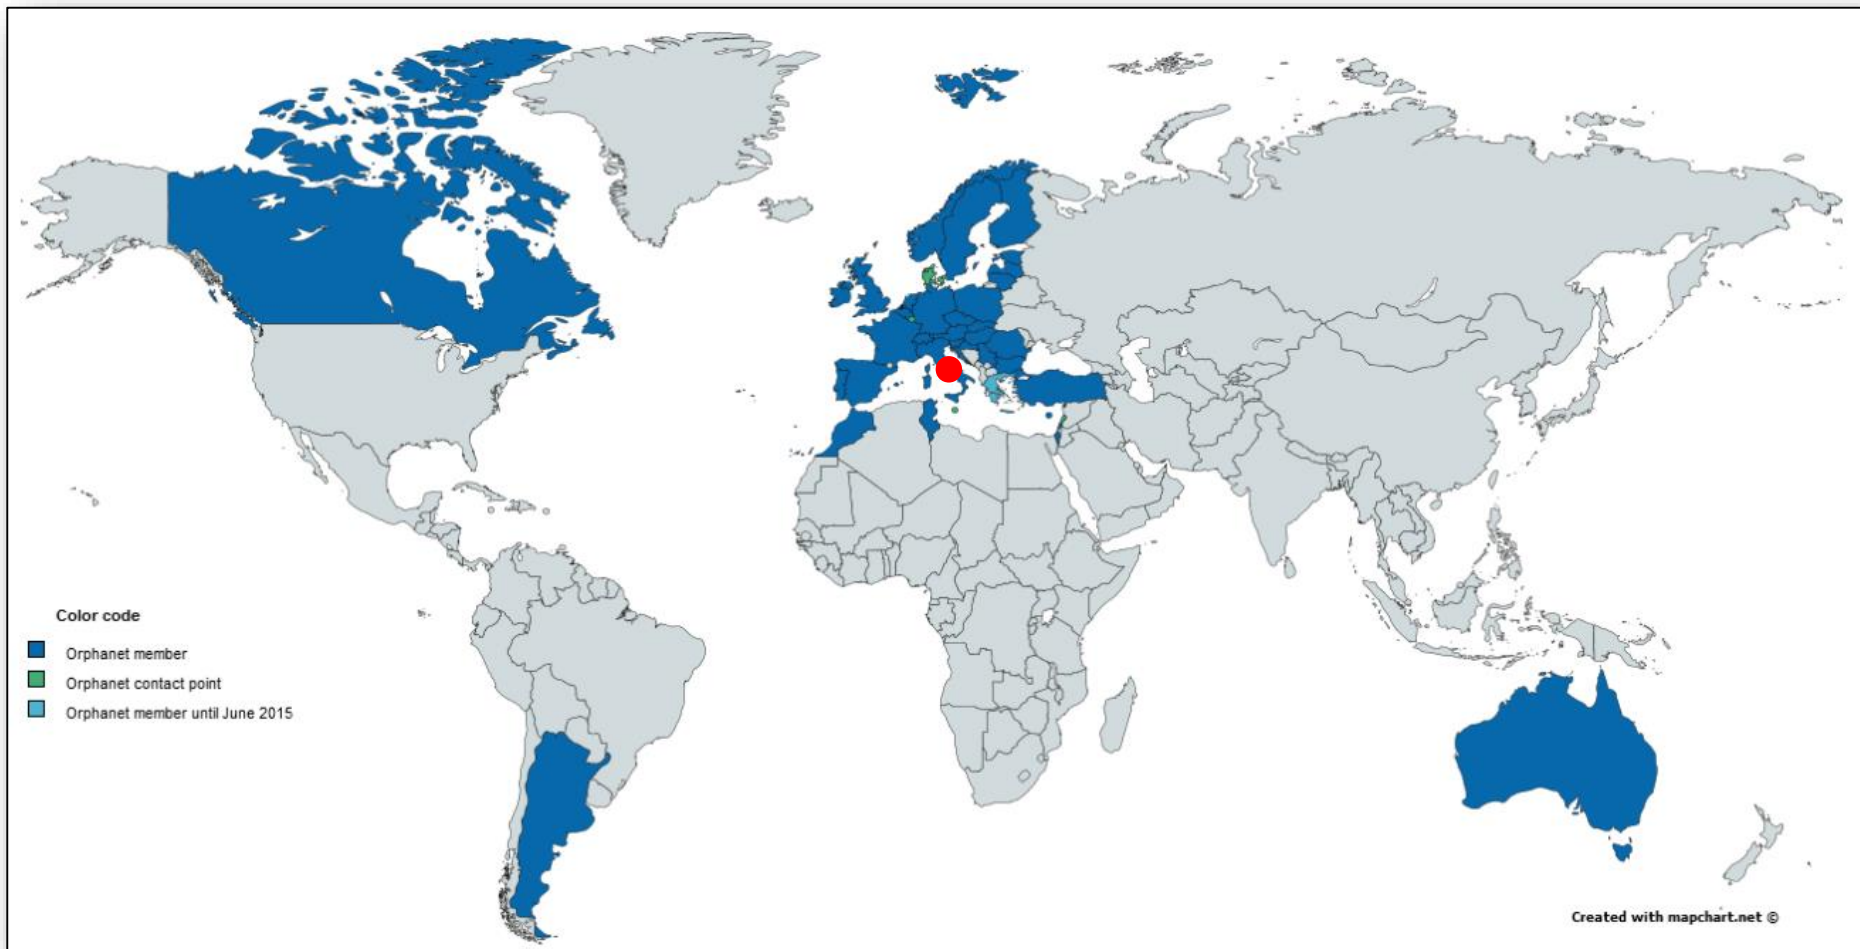 Color code
Orphanet member
Orphanet contact point
Orphanet member until June 2015
Created with mapchart.net ©